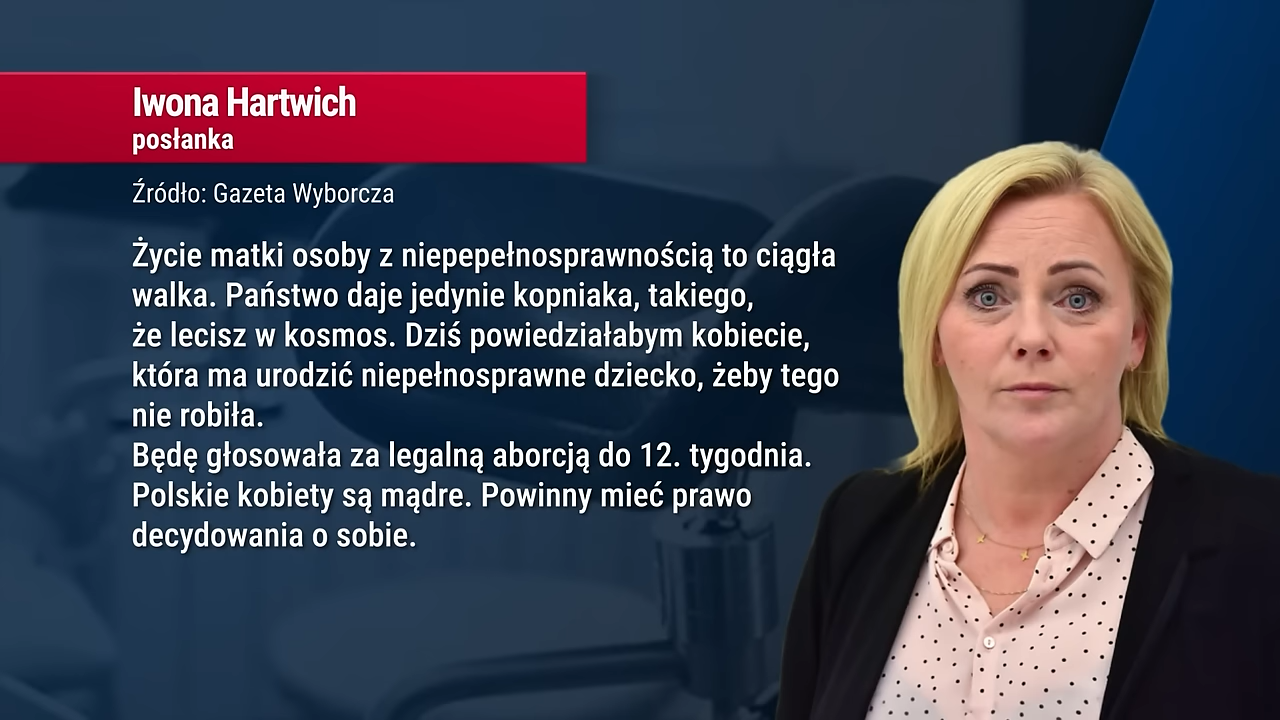 Iwona Hartwich
posłanka
Źródło: Gazeta Wyborcza
Życie matki osoby z niepepełnosprawnością to ciągła
walka. Państwo daje jedynie kopniaka, takiego,
że lecisz w kosmos. Dziś powiedziałabym kobiecie,
która ma urodzić niepełnosprawne dziecko, żeby tego
nie robiła.
Będę głosowała za legalną aborcją do 12. tygodnia.
Polskie kobiety są mądre. Powinny mieć prawo
decydowania o sobie.